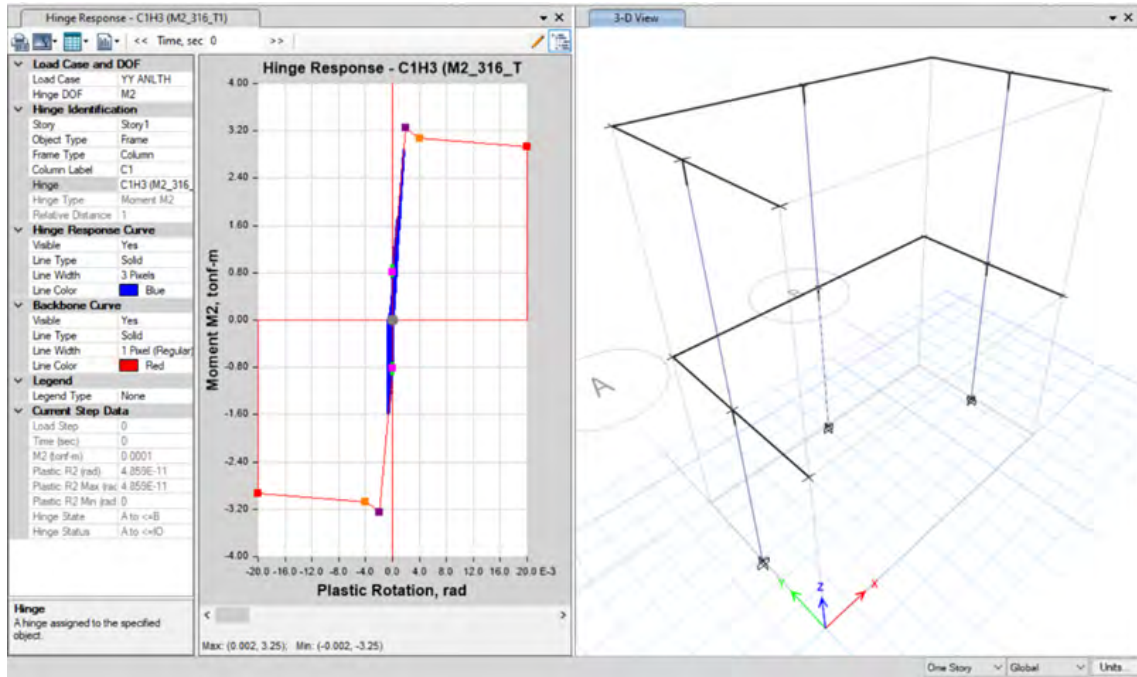 Hinge Response - C1H3 (M2_316_T1)
<< Time, sec 0 >>
Load Case and DOF
Load Case YY ANLTH
Hinge DOF M2
Hinge Identification
Story Story1
Object Type Frame
Frame Type Column
Column Label C1
Hinge C1H3 (M2_316_
Hinge Type Moment M2
Relative Distance 1
Hinge Response Curve
Visible Yes
Line Type Solid
Line Width 3 Pixels
Line Color Blue
Backbone Curve
Visible Yes
Line Type Solid
Line Width 1 Pixel (Regular)
Line Color Red
Legend
Legend Type None
Current Step Data
Load Step 0
Time (sec) 0
M2 (tonf-m) 0.0001
Plastic R2 (rad) 4.859E-11
Plastic R2 Max (rad 4.859E-11
Plastic R2 Min (rad 0
Hinge State A to <=B
Hinge Status A to <=IO
Hinge
A hinge assigned to the specified
object.
Hinge Response - C1H3 (M2_316_T
Moment M2, tonf-m
4.00
3.20
2.40
1.60
0.80
0.00
-0.80
-1.60
-2.40
-3.20
-4.00
-20.0 -16.0 -12.0 -8.0 -4.0 0.0 4.0 8.0 12.0 16.0 20.0 E-3
Plastic Rotation, rad
Max: (0.002, 3.25); Min: (-0.002, -3.25)
3-D View
A
Y
Z
X
One Story
Global
Units...